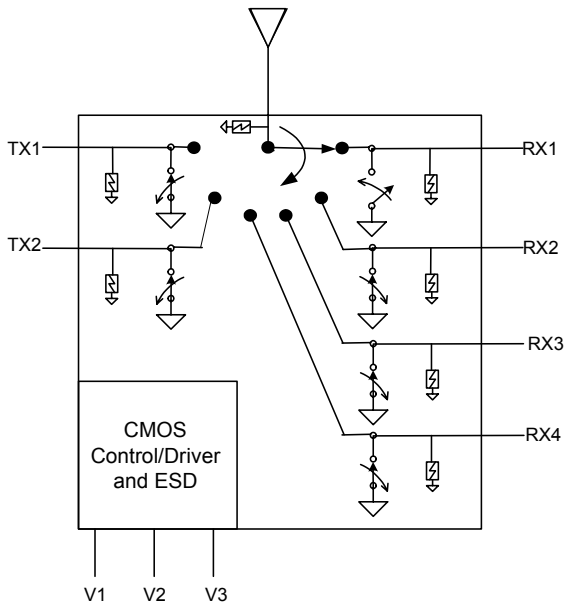 TX1
RX1
TX2
RX2
RX3
RX4
CMOS
Control/Driver
and ESD
V1
V2
V3